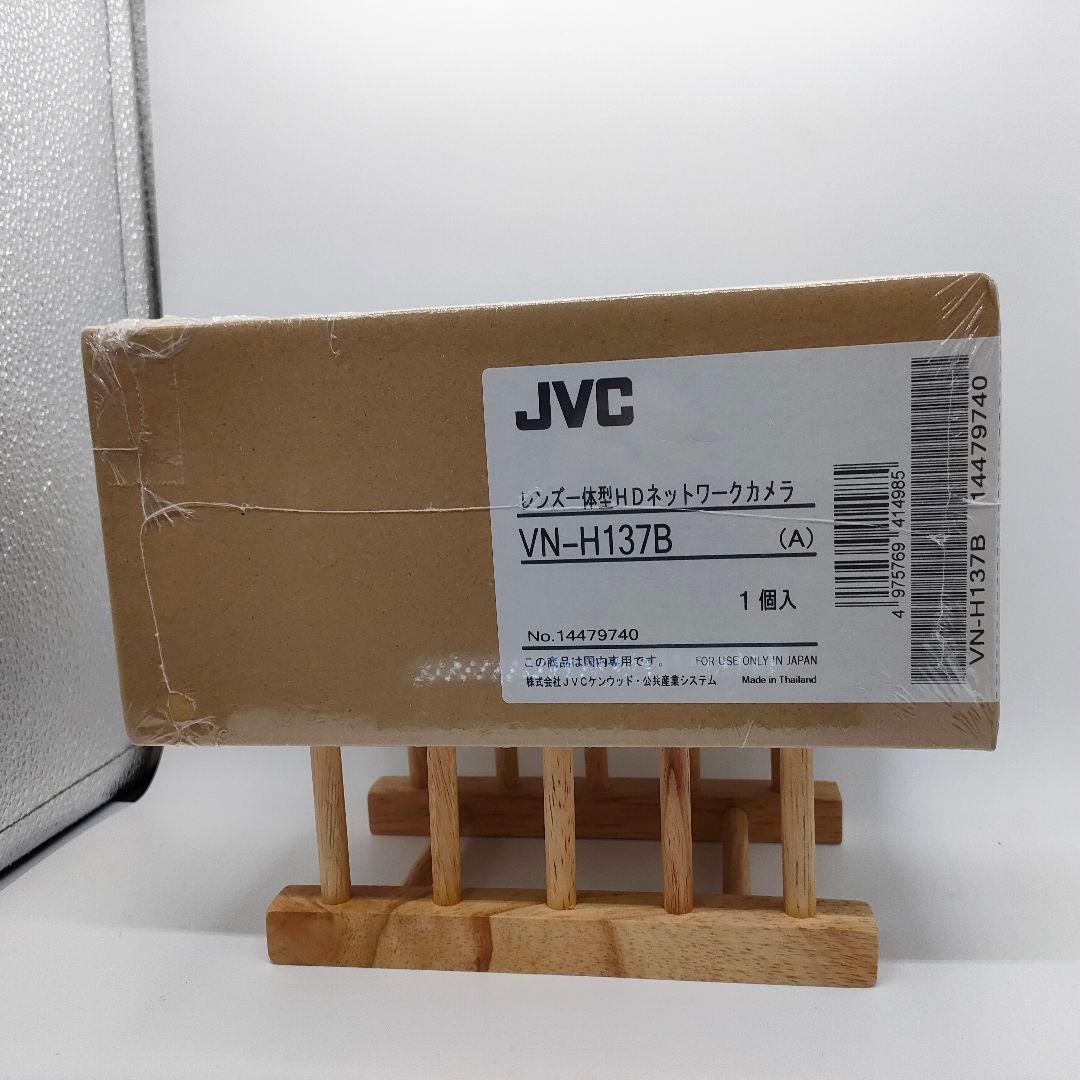 JVC
レンズ一体型HDネットワークカメラ
VN-H137B (A)
1個入
No.14479740
この商品は国内専用です。 FOR USE ONLY IN JAPAN
株式会社JVCケンウッド・公共産業システム Made in Thailand
4 975769 414985
VN-H137B 14479740